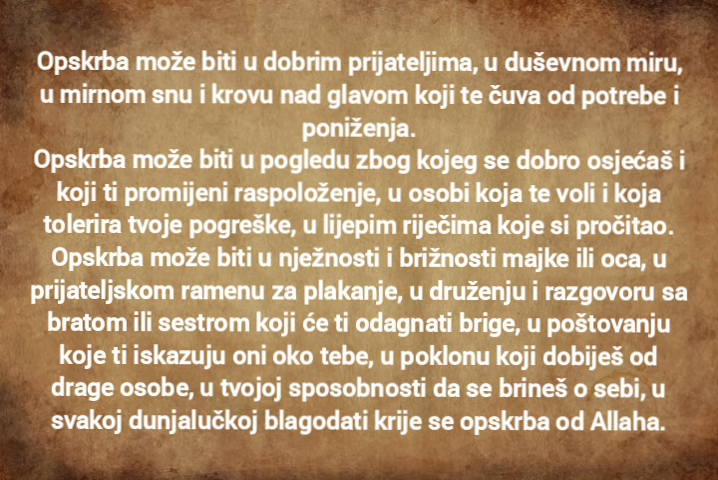 Opskrba može biti u dobrim prijateljima, u duševnom miru,
u mirnom snu i krovu nad glavom koji te čuva od potrebe i
poniženja.
Opskrba može biti u pogledu zbog kojeg se dobro osjećaš i
koji ti promijeni raspoloženje, u osobi koja te voli i koja
tolerira tvoje pogreške, u lijepim riječima koje si pročitao.
Opskrba može biti u nježnosti i brižnosti majke ili oca, u
prijateljskom ramenu za plakanje, u druženju i razgovoru sa
bratom ili sestrom koji će ti odagnati brige, u poštovanju
koje ti iskazuju oni oko tebe, u poklonu koji dobiješ od
drage osobe, u tvojoj sposobnosti da se brineš o sebi, u
svakoj dunjalučkoj blagodati krije se opskrba od Allaha.